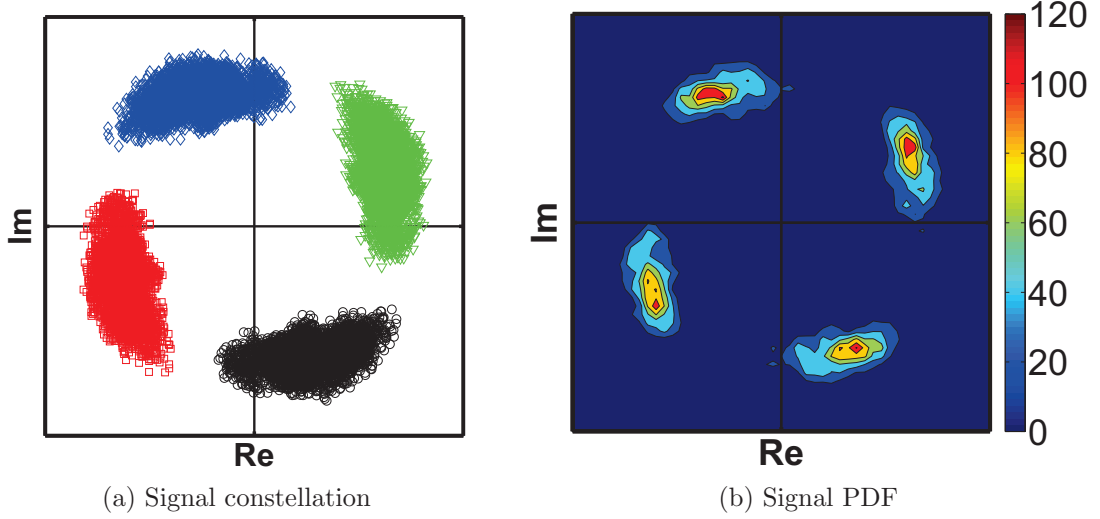 Im
Re
(a) Signal constellation
Im
Re
120
100
80
60
40
20
0
(b) Signal PDF